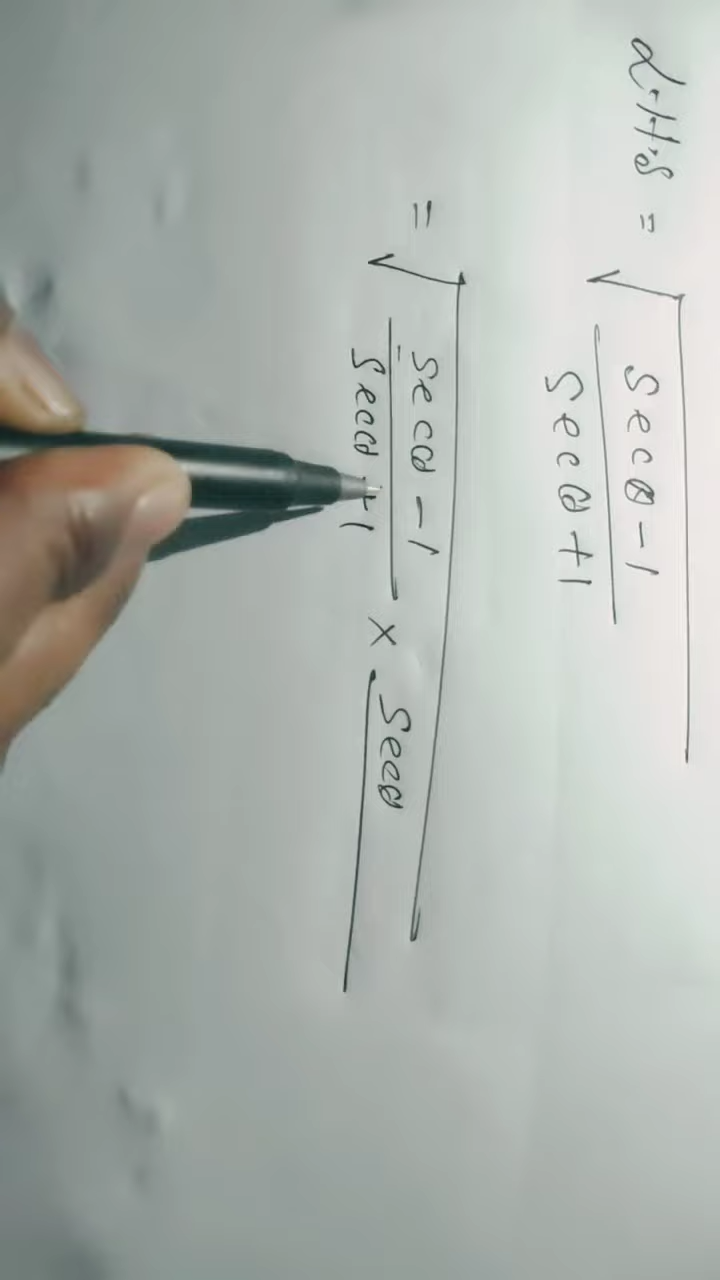 L.H.S = √(Secθ-1 / Secθ+1)
= √(Secθ-1 / Secθ+1 × Secθ / )